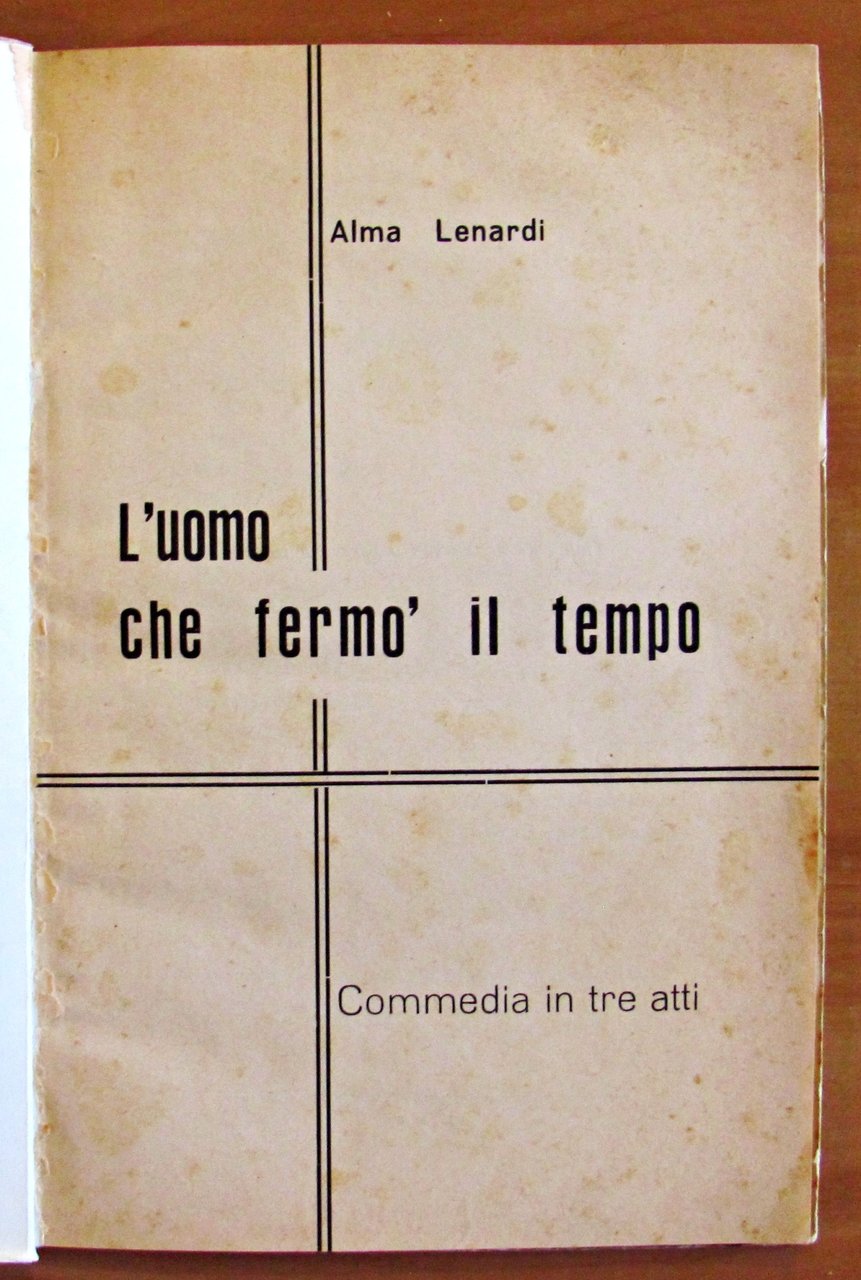 Alma Lenardi
L'uomo
che fermo' il tempo
Commedia in tre atti